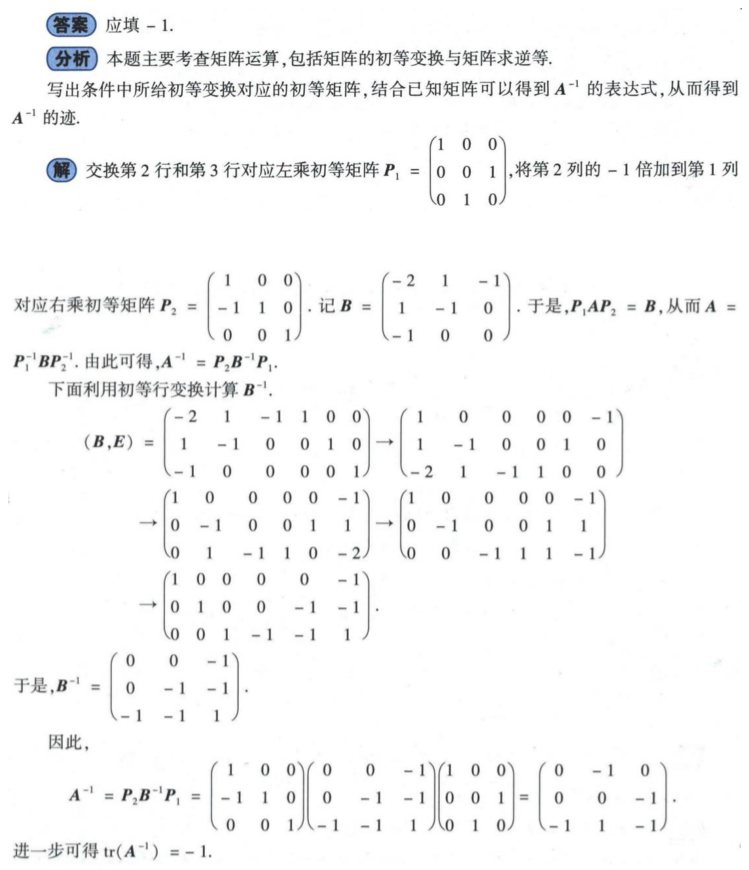 答案 应填 -1.
分析 本题主要考查矩阵运算,包括矩阵的初等变换与矩阵求逆等.
写出条件中所给初等变换对应的初等矩阵,结合已知矩阵可以得到 A⁻¹ 的表达式,从而得到
A⁻¹ 的迹.
解 交换第 2 行和第 3 行对应左乘初等矩阵 P₁ = (1 0 0; 0 0 1; 0 1 0),将第 2 列的 -1 倍加到第 1 列
对应右乘初等矩阵 P₂ = (1 0 0; -1 1 0; 0 0 1). 记 B = (-2 1 -1; 1 -1 0; -1 0 0). 于是,P₁AP₂ = B,从而 A =
P₁⁻¹BP₂⁻¹. 由此可得,A⁻¹ = P₂B⁻¹P₁.
下面利用初等行变换计算 B⁻¹.
(B,E) = (-2 1 -1 1 0 0; 1 -1 0 0 1 0; -1 0 0 0 0 1) → (1 0 0 0 0 -1; 1 -1 0 0 1 0; -2 1 -1 1 0 0)
→ (1 0 0 0 0 -1; 0 -1 0 0 1 1; 0 1 -1 1 0 -2) → (1 0 0 0 0 -1; 0 -1 0 0 1 1; 0 0 -1 1 1 -1)
→ (1 0 0 0 0 -1; 0 1 0 0 -1 -1; 0 0 1 -1 -1 1).
于是,B⁻¹ = (0 0 -1; 0 -1 -1; -1 -1 1).
因此,
A⁻¹ = P₂B⁻¹P₁ = (1 0 0; -1 1 0; 0 0 1)(0 0 -1; 0 -1 -1; -1 -1 1)(1 0 0; 0 0 1; 0 1 0) = (0 -1 0; 0 0 -1; -1 1 -1).
进一步可得 tr(A⁻¹) = -1.